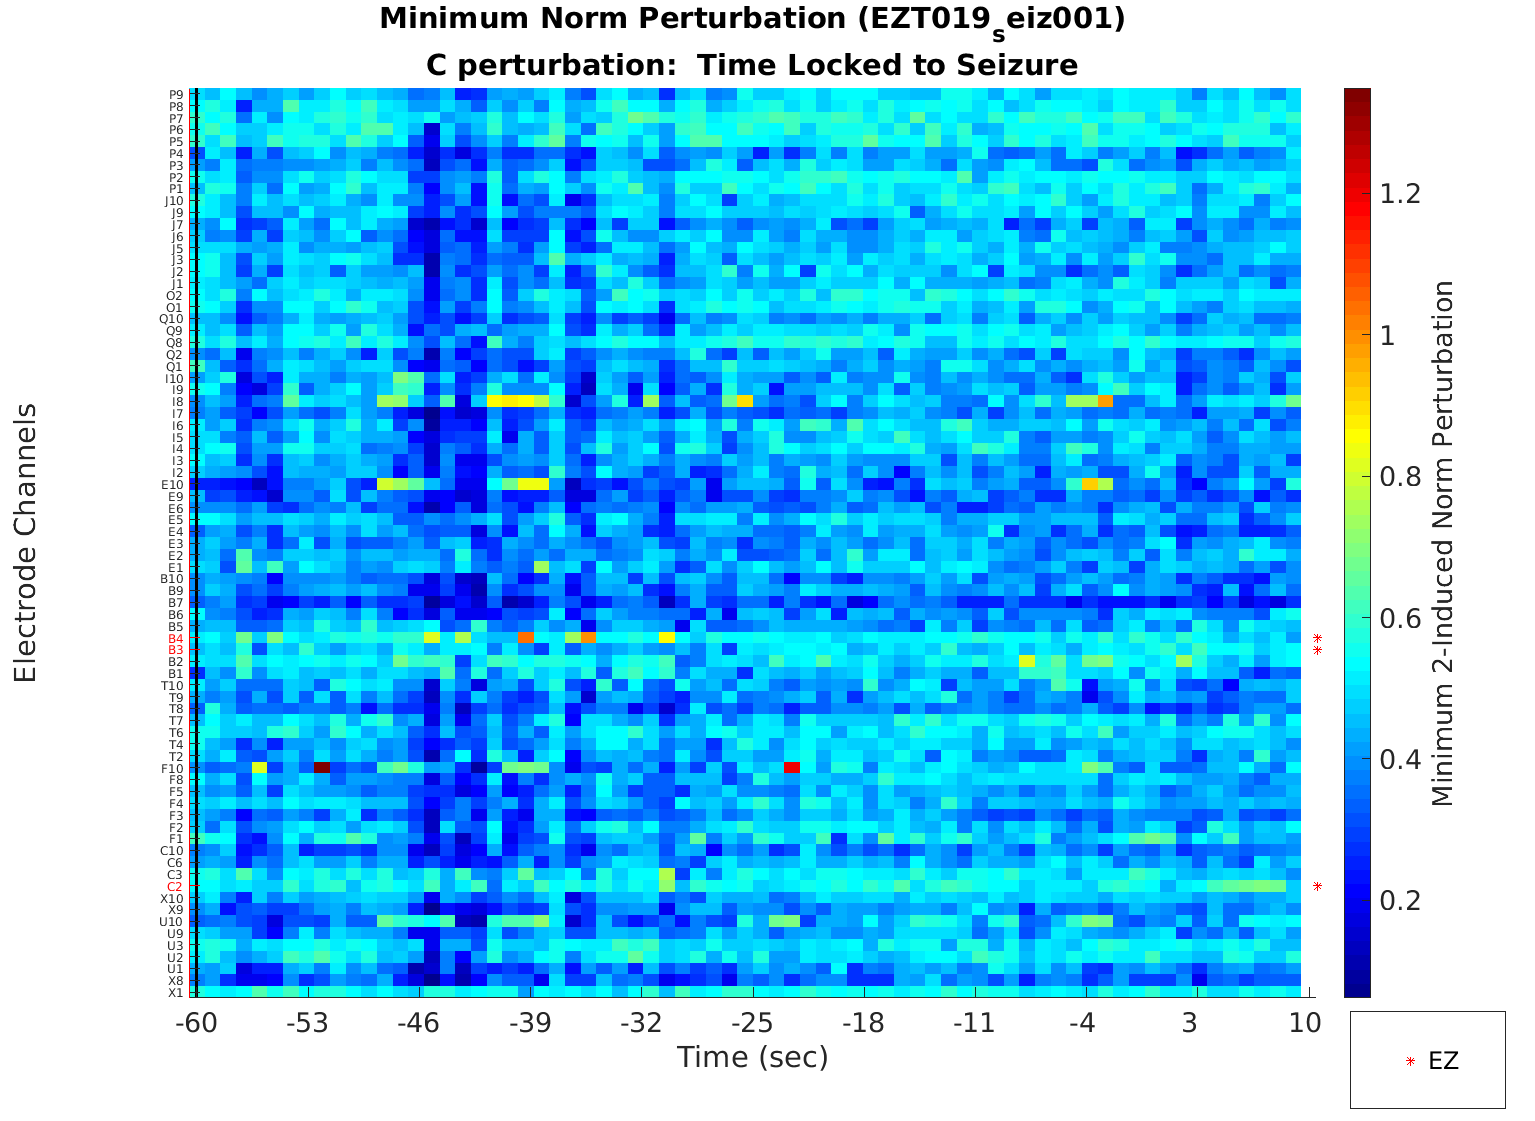 Minimum Norm Perturbation (EZT019seiz001)
C perturbation:  Time Locked to Seizure
Electrode Channels
P9
P8
P7
P6
P5
P4
P3
P2
P1
J10
J9
J7
J6
J5
J3
J2
J1
O2
O1
Q10
Q9
Q8
Q2
Q1
I10
I9
I8
I7
I6
I5
I4
I3
I2
E10
E9
E6
E5
E4
E3
E2
E1
B10
B9
B7
B6
B5
B4
B3
B2
B1
T10
T9
T8
T7
T6
T4
T2
F10
F8
F5
F4
F3
F2
F1
C10
C6
C3
C2
X10
X9
U10
U9
U3
U2
U1
X8
X1
-60 -53 -46 -39 -32 -25 -18 -11 -4 3 10
Time (sec)
1.2
1
0.8
0.6
0.4
0.2
Minimum 2-Induced Norm Perturbation
* EZ